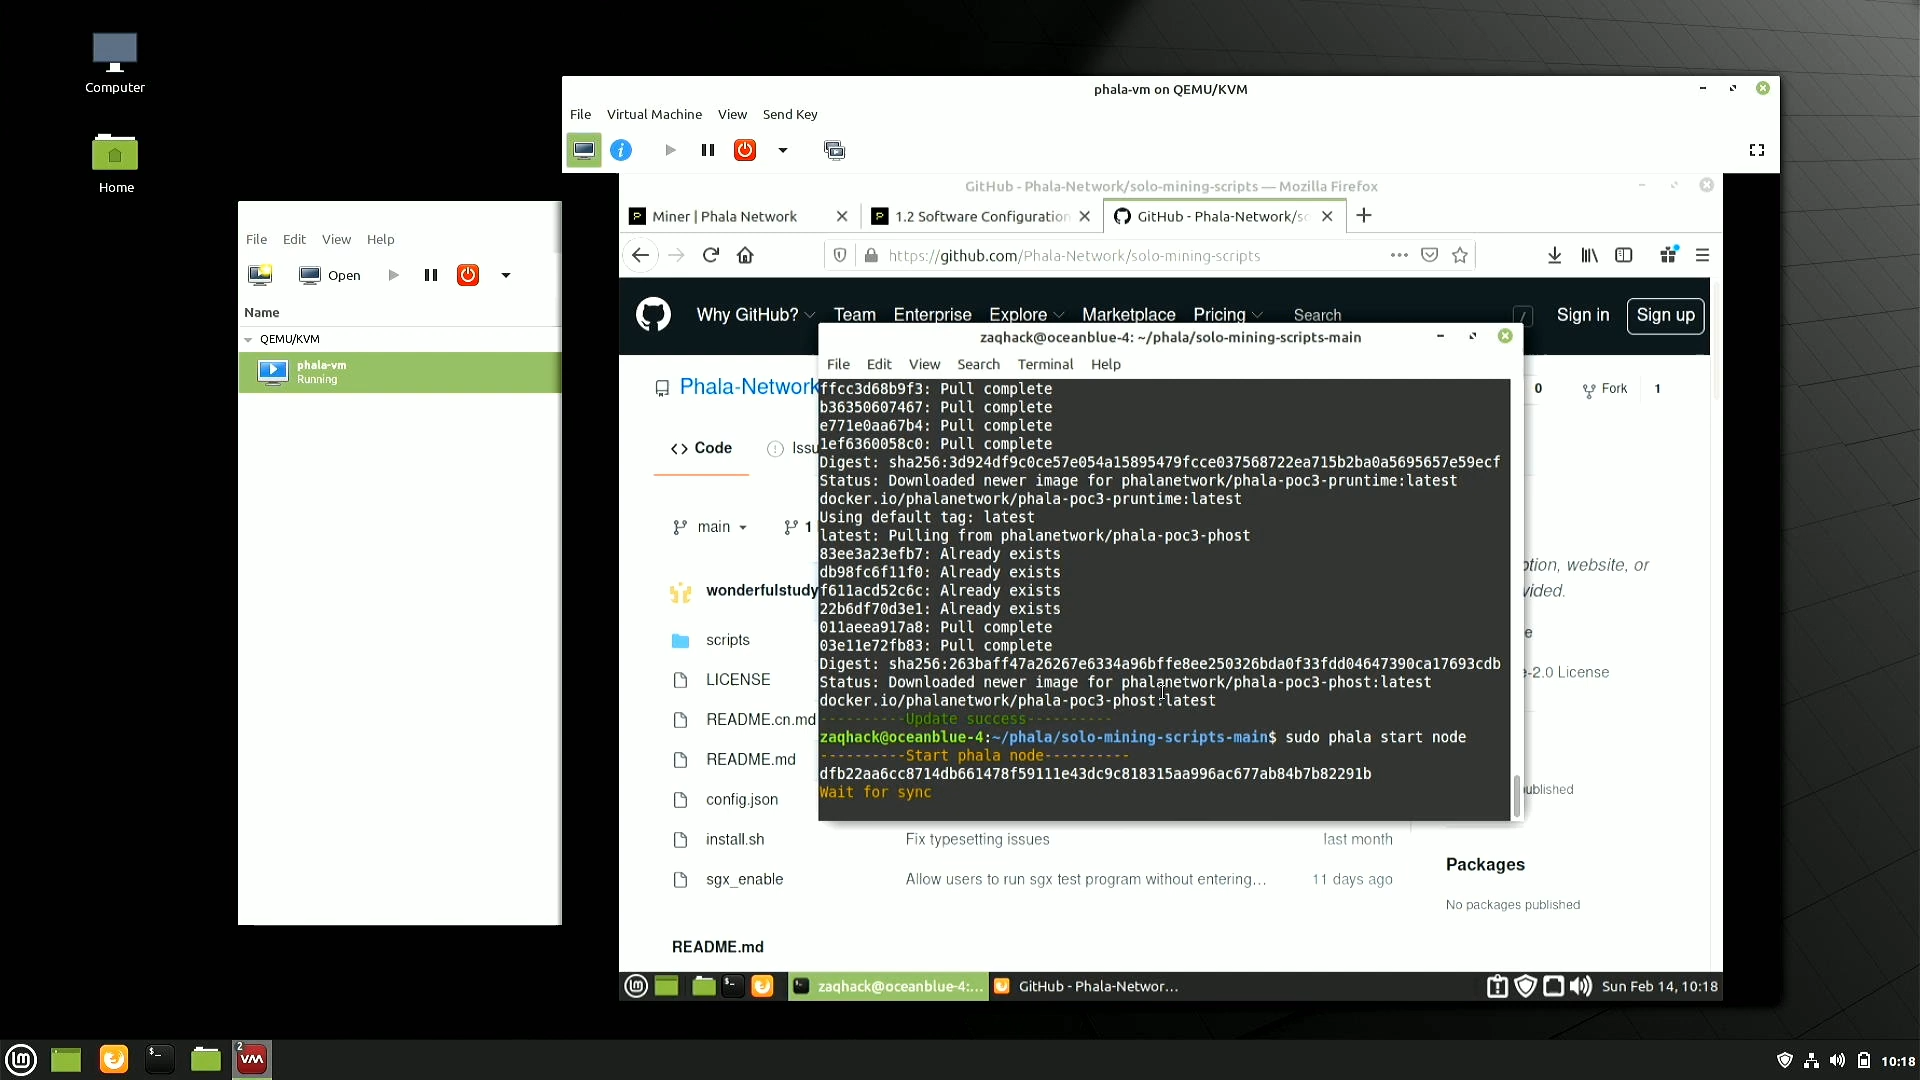 Computer
Home
File Edit View Help
Open
Name
QEMU/KVM
phala-vm
Running
phala-vm on QEMU/KVM
File Virtual Machine View Send Key
GitHub - Phala-Network/solo-mining-scripts — Mozilla Firefox
Miner | Phala Network
1.2 Software Configuration
GitHub - Phala-Network/so
https://github.com/Phala-Network/solo-mining-scripts
Why GitHub? Team Enterprise Explore Marketplace Pricing Search / Sign in Sign up
zaqhack@oceanblue-4: ~/phala/solo-mining-scripts-main
File Edit View Search Terminal Help
Phala-Network
0 Fork 1
Code Issu
main 1
wonderfulstudy
scripts
LICENSE
README.cn.md
README.md
config.json
install.sh Fix typesetting issues last month
sgx_enable Allow users to run sgx test program without entering... 11 days ago
README.md
ffcc3d68b9f3: Pull complete
b36350607467: Pull complete
e771e0aa67b4: Pull complete
1ef6360058c0: Pull complete
Digest: sha256:3d924df9c0ce57e054a15895479fcce037568722ea715b2ba0a5695657e59ecf
Status: Downloaded newer image for phalanetwork/phala-poc3-pruntime:latest
docker.io/phalanetwork/phala-poc3-pruntime:latest
Using default tag: latest
latest: Pulling from phalanetwork/phala-poc3-phost
83ee3a23efb7: Already exists
db98fc6f11f0: Already exists
f611acd52c6c: Already exists
22b6df70d3e1: Already exists
011aeea917a8: Pull complete
03e11e72fb83: Pull complete
Digest: sha256:263baff47a26267e6334a96bffe8ee250326bda0f33fdd04647390ca17693cdb
Status: Downloaded newer image for phalanetwork/phala-poc3-phost:latest
docker.io/phalanetwork/phala-poc3-phost:latest
----------Update success----------
zaqhack@oceanblue-4:~/phala/solo-mining-scripts-main$ sudo phala start node
----------Start phala node----------
dfb22aa6cc8714db661478f59111e43dc9c818315aa996ac677ab84b7b82291b
Wait for sync
ption, website, or
vided.
e
e-2.0 License
ublished
Packages
No packages published
zaqhack@oceanblue-4:...
GitHub - Phala-Networ...
Sun Feb 14, 10:18
2
VM
10:18